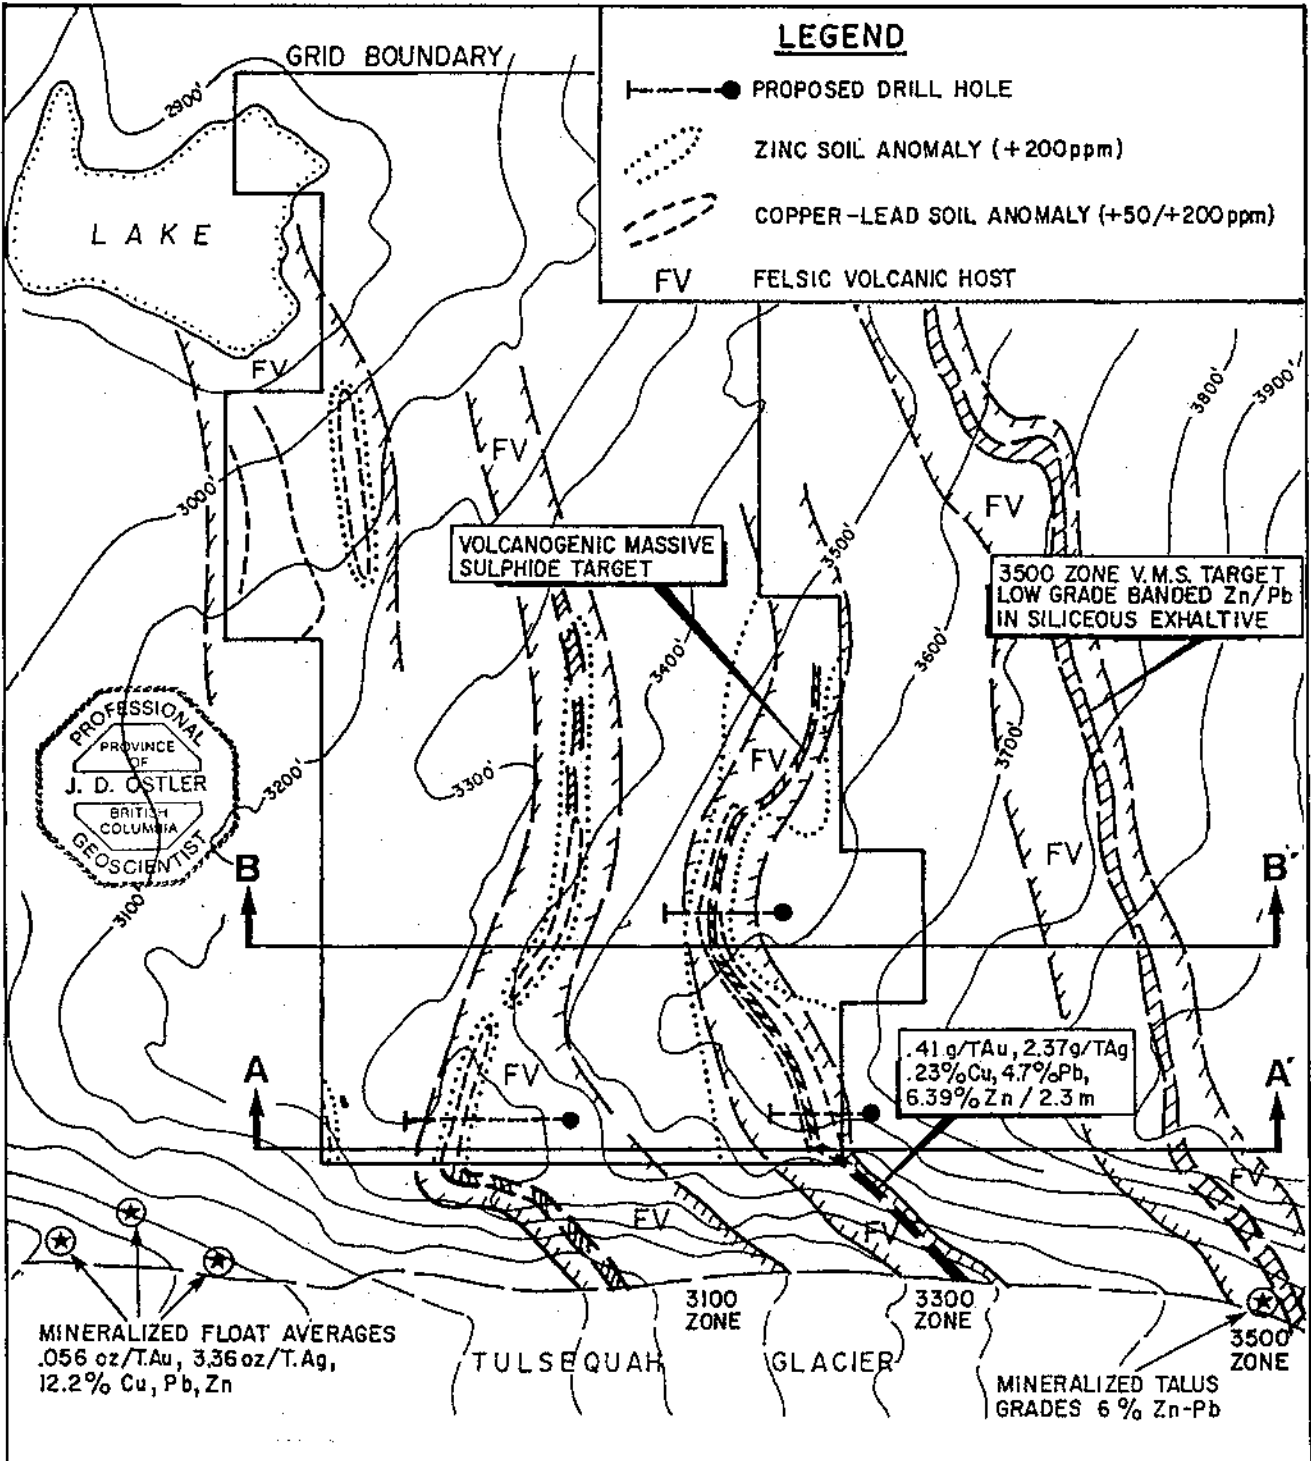 GRID BOUNDARY
LEGEND
PROPOSED DRILL HOLE
ZINC SOIL ANOMALY (+200ppm)
COPPER-LEAD SOIL ANOMALY (+50/+200ppm)
FV FELSIC VOLCANIC HOST
2900'
LAKE
FV
3800'
3900'
FV
3000'
FV
3500'
VOLCANOGENIC MASSIVE
SULPHIDE TARGET
3500 ZONE V.M.S. TARGET
LOW GRADE BANDED Zn/Pb
IN SILICEOUS EXHALTIVE
3400'
3600'
3700'
PROFESSIONAL
PROVINCE
OF
J. D. OSTLER
BRITISH
COLUMBIA
GEOSCIENTIST
3200'
3300'
FV
FV
B
B'
3100'
.41 g/TAu, 2.37g/TAg
.23%Cu, 4.7%Pb,
6.39% Zn / 2.3 m
A
A'
FV
FV
FV
FV
3100
ZONE
3300
ZONE
3500
ZONE
MINERALIZED FLOAT AVERAGES
.056 oz/T.Au, 3.36oz/T.Ag,
12.2% Cu, Pb, Zn
TULSEQUAH GLACIER
MINERALIZED TALUS
GRADES 6% Zn-Pb